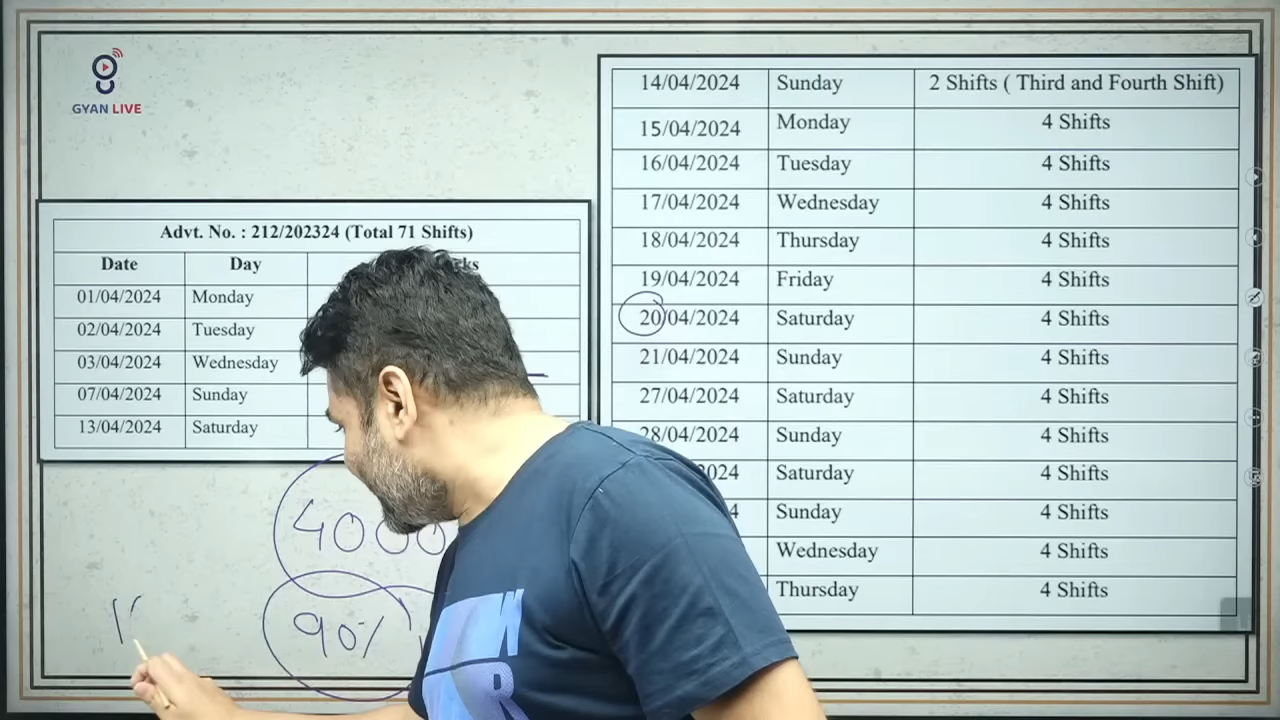 GYAN LIVE
Advt. No. : 212/202324 (Total 71 Shifts)
Date Day
01/04/2024 Monday
02/04/2024 Tuesday
03/04/2024 Wednesday
07/04/2024 Sunday
13/04/2024 Saturday
14/04/2024 Sunday 2 Shifts ( Third and Fourth Shift)
15/04/2024 Monday 4 Shifts
16/04/2024 Tuesday 4 Shifts
17/04/2024 Wednesday 4 Shifts
18/04/2024 Thursday 4 Shifts
19/04/2024 Friday 4 Shifts
20/04/2024 Saturday 4 Shifts
21/04/2024 Sunday 4 Shifts
27/04/2024 Saturday 4 Shifts
28/04/2024 Sunday 4 Shifts
Saturday 4 Shifts
Sunday 4 Shifts
Wednesday 4 Shifts
Thursday 4 Shifts
4000
90%